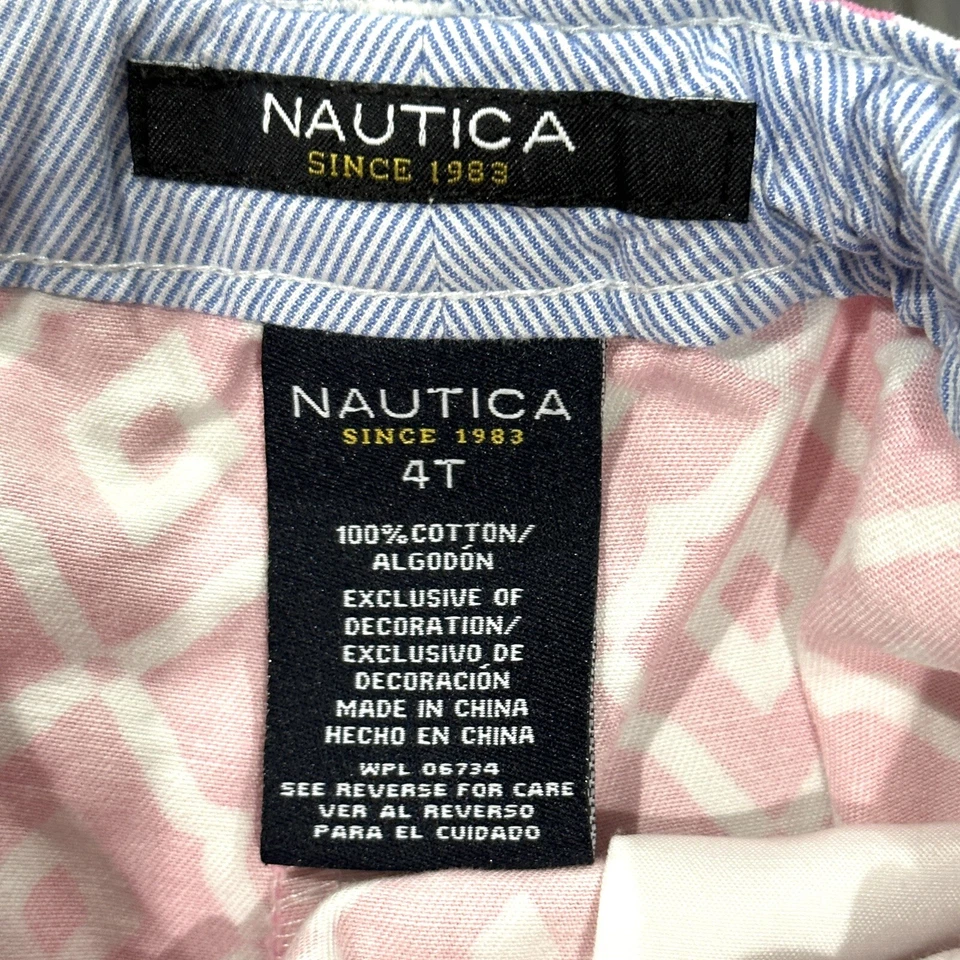 NAUTICA
SINCE 1983
NAUTICA
SINCE 1983
4T
100% COTTON/
ALGODÓN
EXCLUSIVE OF
DECORATION/
EXCLUSIVO DE
DECORACIÓN
MADE IN CHINA
HECHO EN CHINA
WPL 06734
SEE REVERSE FOR CARE
VER AL REVERSO
PARA EL CUIDADO